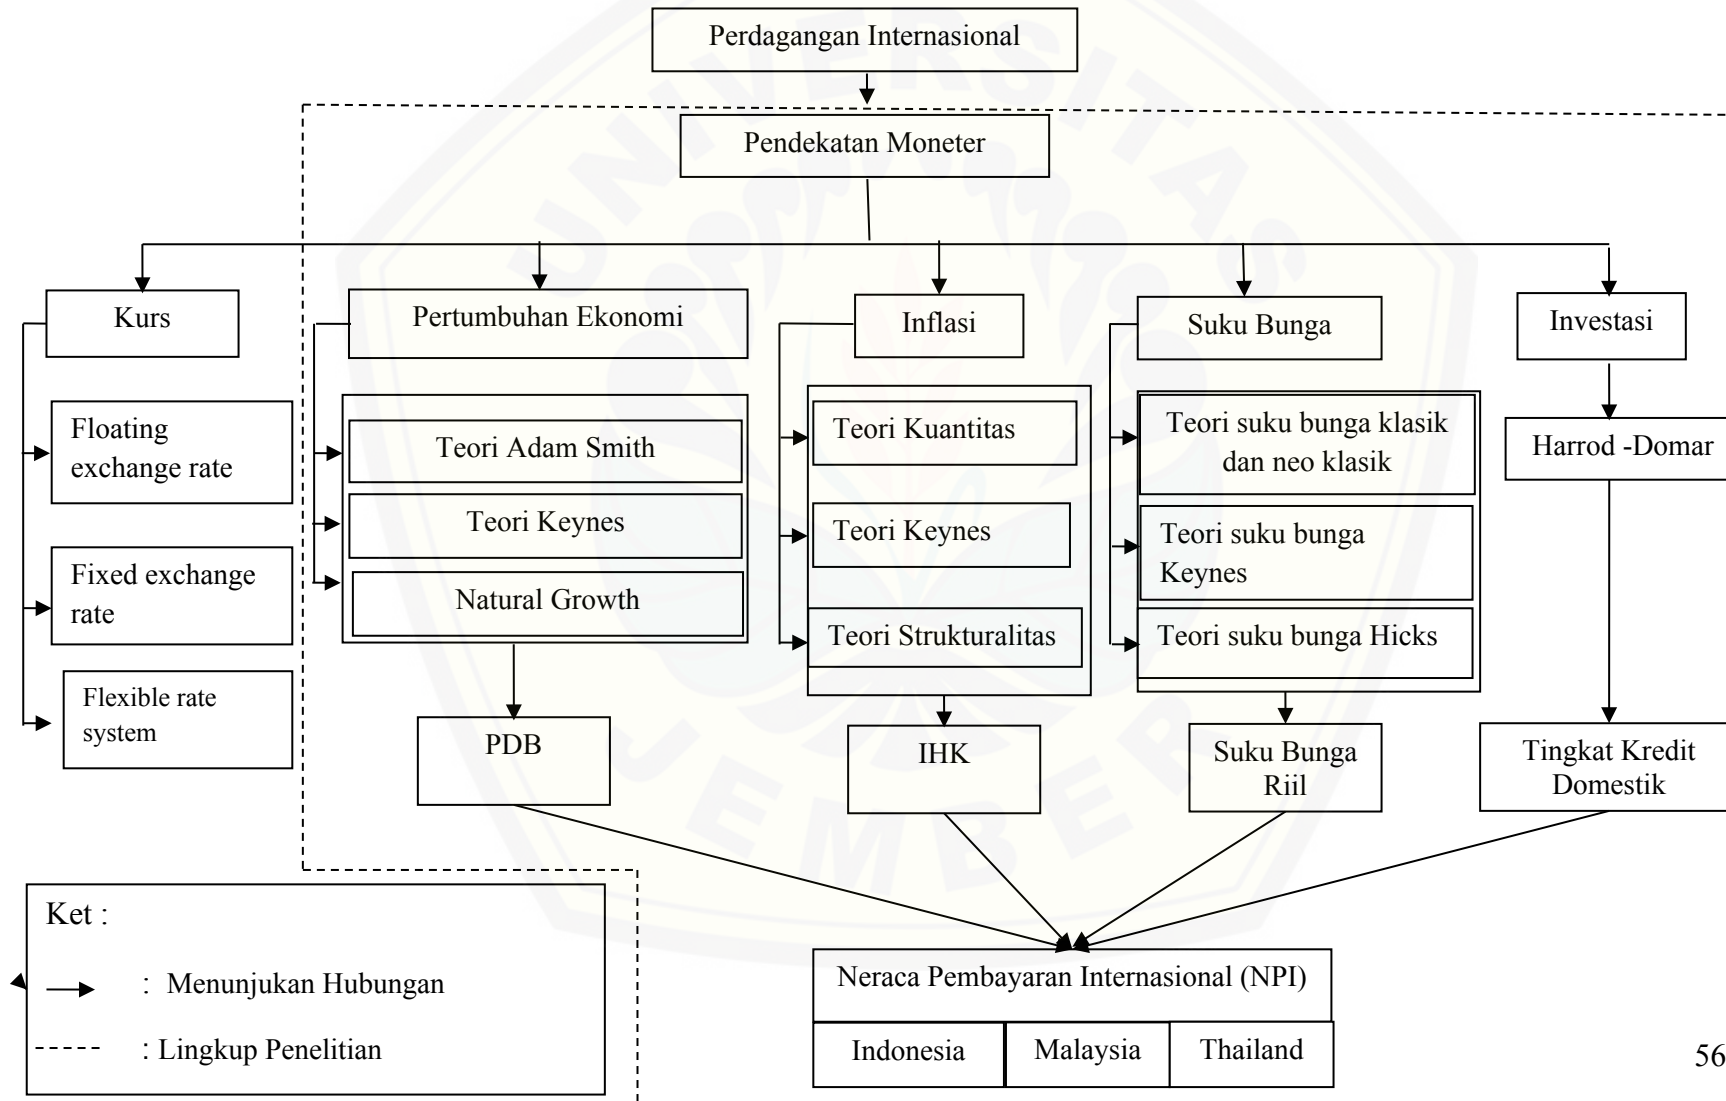 Perdagangan Internasional
Pendekatan Moneter
Kurs
Pertumbuhan Ekonomi
Inflasi
Suku Bunga
Investasi
Floating
exchange rate
Fixed exchange
rate
Flexible rate
system
Teori Adam Smith
Teori Keynes
Natural Growth
Teori Kuantitas
Teori Keynes
Teori Strukturalitas
Teori suku bunga klasik
dan neo klasik
Teori suku bunga
Keynes
Teori suku bunga Hicks
Harrod -Domar
PDB
IHK
Suku Bunga
Riil
Tingkat Kredit
Domestik
Ket :
: Menunjukan Hubungan
: Lingkup Penelitian
Neraca Pembayaran Internasional (NPI)
Indonesia
Malaysia
Thailand
56
UNIVERSITAS
JEMBER